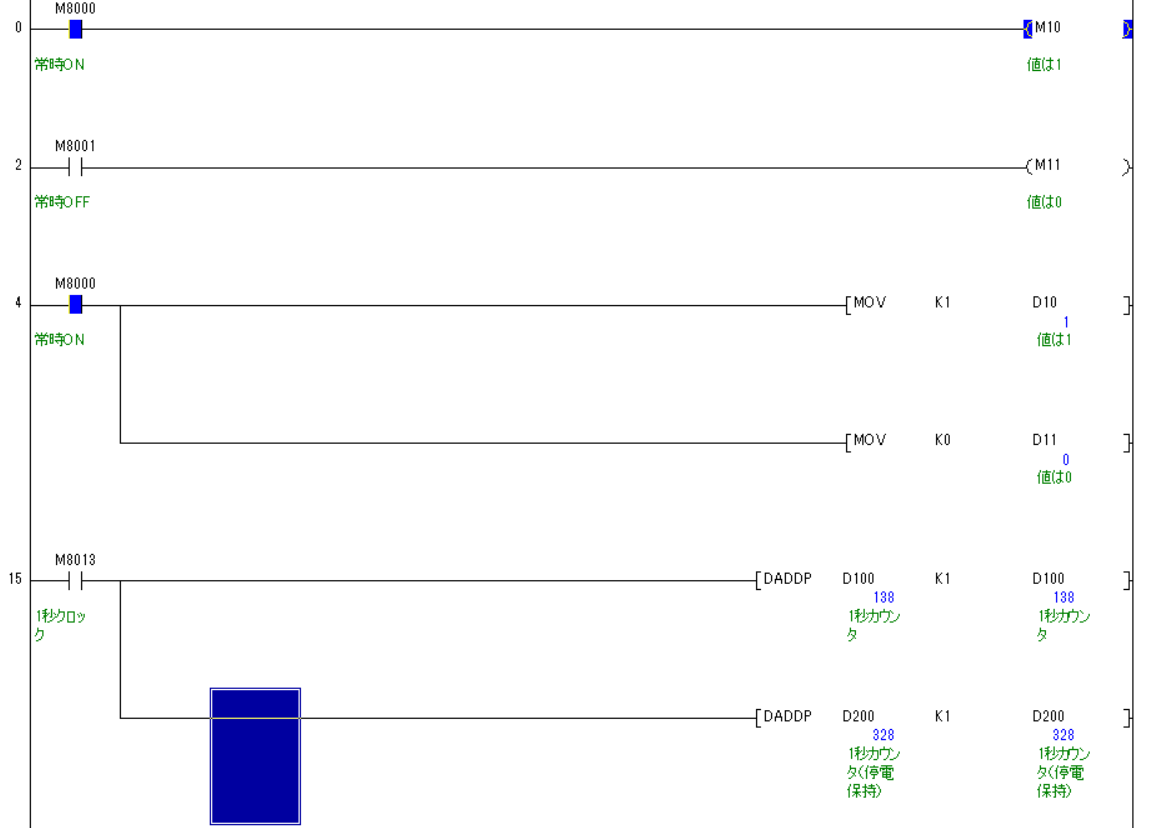 M8000
0 M10
常時ON 値は1
M8001
2 M11
常時OFF 値は0
M8000
4 MOV K1 D10
1
常時ON 値は1
MOV K0 D11
0
値は0
M8013
15 DADDP D100 K1 D100
138 138
1秒クロッ 1秒カウン 1秒カウン
ク タ タ
DADDP D200 K1 D200
328 328
1秒カウン 1秒カウン
タ(停電 タ(停電
保持) 保持)